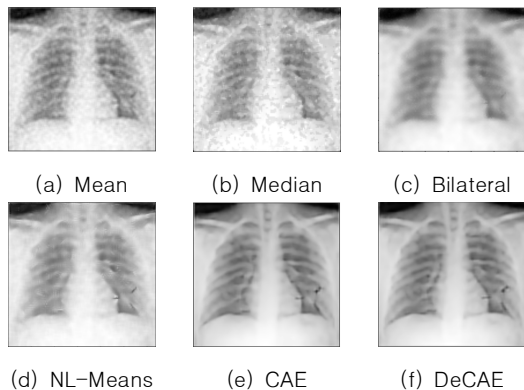 (a) Mean
(b) Median
(c) Bilateral
(d) NL-Means
(e) CAE
(f) DeCAE